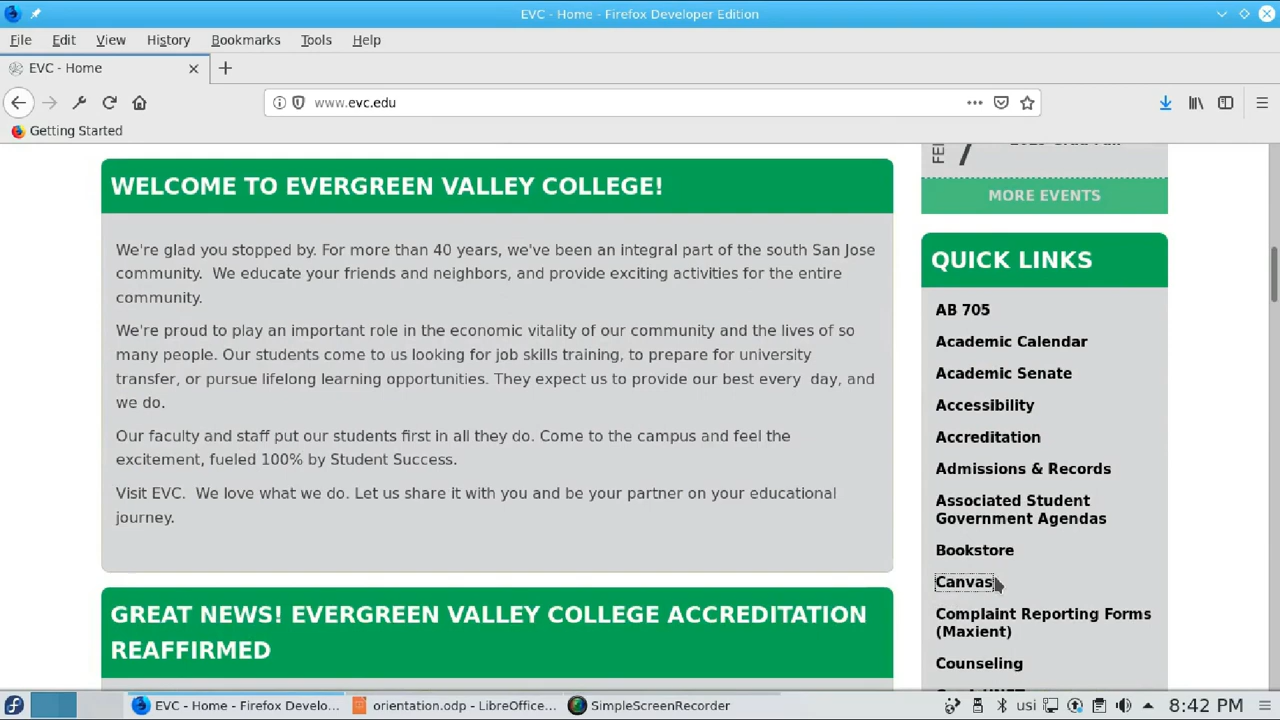 EVC - Home - Firefox Developer Edition
File Edit View History Bookmarks Tools Help
EVC - Home
www.evc.edu
Getting Started
WELCOME TO EVERGREEN VALLEY COLLEGE!
We're glad you stopped by. For more than 40 years, we've been an integral part of the south San Jose
community. We educate your friends and neighbors, and provide exciting activities for the entire
community.
We're proud to play an important role in the economic vitality of our community and the lives of so
many people. Our students come to us looking for job skills training, to prepare for university
transfer, or pursue lifelong learning opportunities. They expect us to provide our best every day, and
we do.
Our faculty and staff put our students first in all they do. Come to the campus and feel the
excitement, fueled 100% by Student Success.
Visit EVC. We love what we do. Let us share it with you and be your partner on your educational
journey.
GREAT NEWS! EVERGREEN VALLEY COLLEGE ACCREDITATION
REAFFIRMED
7
MORE EVENTS
QUICK LINKS
AB 705
Academic Calendar
Academic Senate
Accessibility
Accreditation
Admissions & Records
Associated Student
Government Agendas
Bookstore
Canvas
Complaint Reporting Forms
(Maxient)
Counseling
EVC - Home - Firefox Develo...
orientation.odp - LibreOffice...
SimpleScreenRecorder
usi
8:42 PM